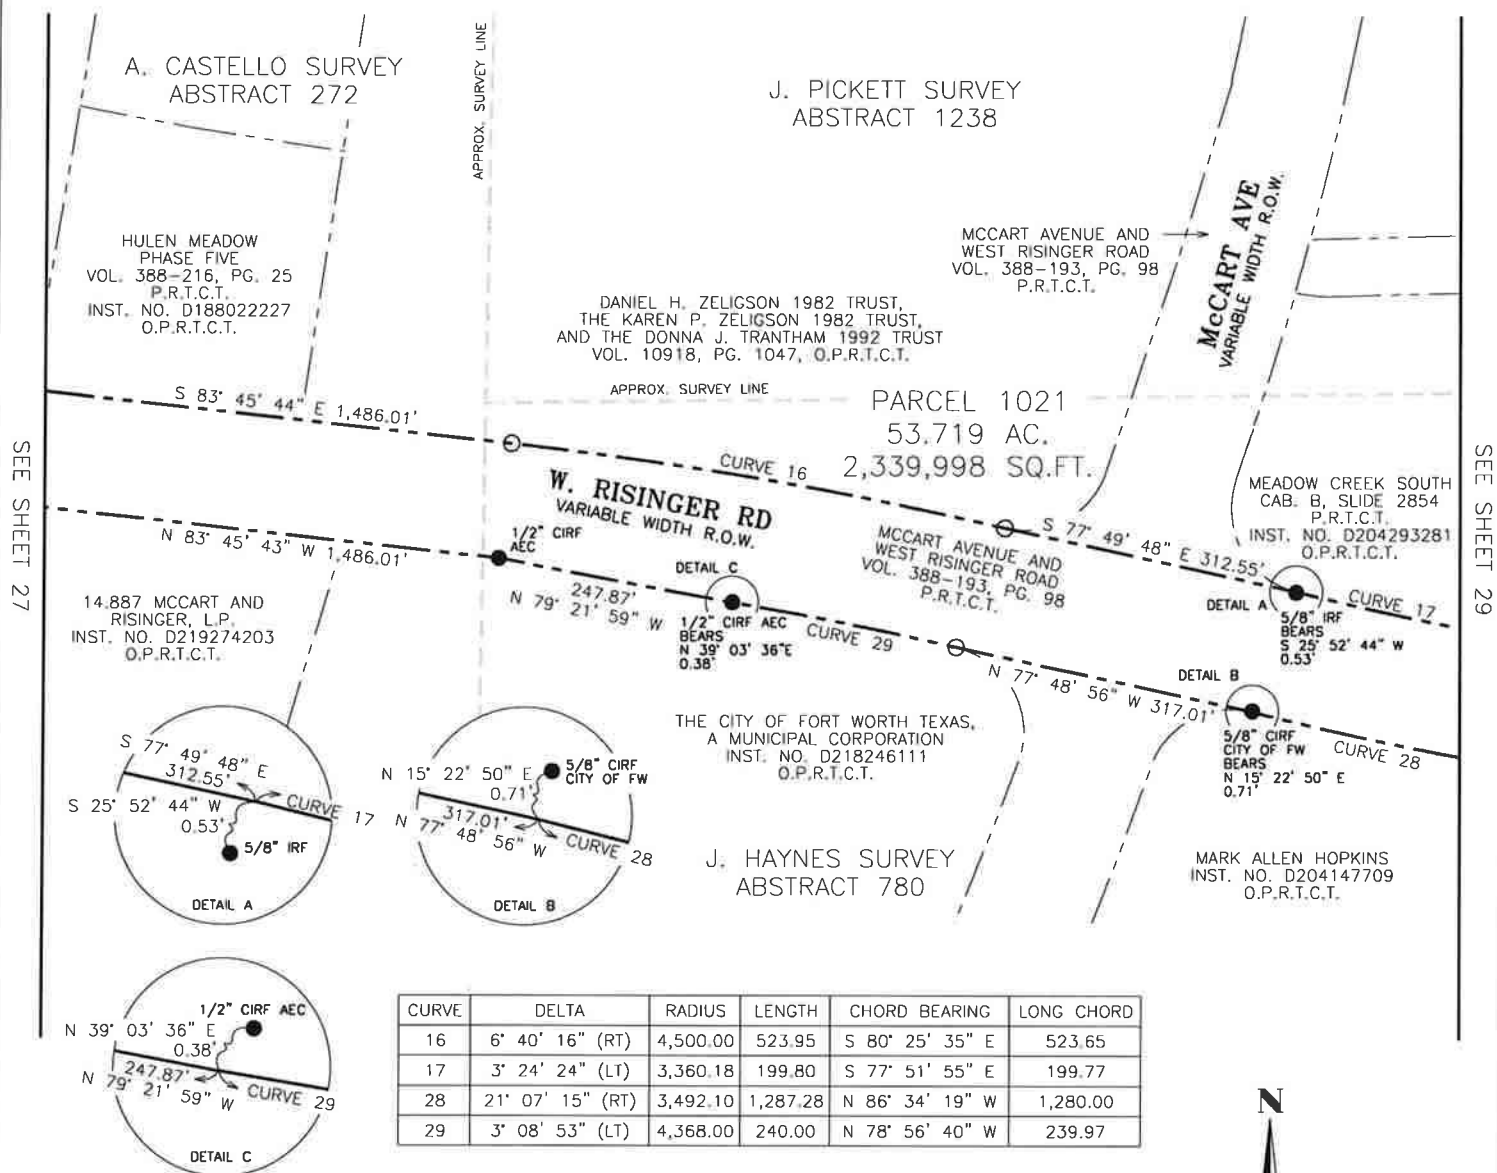 A. CASTELLO SURVEY
ABSTRACT 272
APPROX. SURVEY LINE
J. PICKETT SURVEY
ABSTRACT 1238
HULEN MEADOW
PHASE FIVE
VOL. 388-216, PG. 25
P.R.T.C.T.
INST. NO. D188022227
O.P.R.T.C.T.
DANIEL H. ZELIGSON 1982 TRUST,
THE KAREN P. ZELIGSON 1982 TRUST,
AND THE DONNA J. TRANTHAM 1992 TRUST
VOL. 10918, PG. 1047, O.P.R.T.C.T.
MCCART AVENUE AND
WEST RISINGER ROAD
VOL. 388-193, PG. 98
P.R.T.C.T.
McCART AVE
VARIABLE WIDTH R.O.W.
APPROX. SURVEY LINE
PARCEL 1021
53.719 AC.
2,339,998 SQ.FT.
S 83° 45' 44" E 1,486.01'
CURVE 16
W. RISINGER RD
VARIABLE WIDTH R.O.W.
SEE SHEET 27
SEE SHEET 29
MEADOW CREEK SOUTH
CAB. B, SLIDE 2854
P.R.T.C.T.
INST. NO. D204293281
O.P.R.T.C.T.
S 77° 49' 48" E 312.55'
MCCART AVENUE AND
WEST RISINGER ROAD
VOL. 388-193, PG. 98
P.R.T.C.T.
N 83° 45' 43" W 1,486.01'
1/2" CIRF
AEC
247.87'
N 79° 21' 59" W
DETAIL C
1/2" CIRF AEC
BEARS
N 39° 03' 36"E
0.38'
CURVE 29
DETAIL A
CURVE 17
5/8" IRF
BEARS
S 25° 52' 44" W
0.53'
14.887 MCCART AND
RISINGER, L.P.
INST. NO. D219274203
O.P.R.T.C.T.
N 77° 48' 56" W 317.01'
DETAIL B
5/8" CIRF
CITY OF FW
BEARS
N 15° 22' 50" E
0.71'
CURVE 28
THE CITY OF FORT WORTH TEXAS,
A MUNICIPAL CORPORATION
INST. NO. D218246111
O.P.R.T.C.T.
S 77° 49' 48" E
312.55'
S 25° 52' 44" W
0.53'
CURVE 17
5/8" IRF
DETAIL A
N 15° 22' 50" E
0.71'
5/8" CIRF
CITY OF FW
317.01'
N 77° 48' 56" W
CURVE 28
DETAIL B
J. HAYNES SURVEY
ABSTRACT 780
MARK ALLEN HOPKINS
INST. NO. D204147709
O.P.R.T.C.T.
1/2" CIRF AEC
N 39° 03' 36" E
0.38'
247.87'
N 79° 21' 59" W
CURVE 29
DETAIL C
CURVE DELTA RADIUS LENGTH CHORD BEARING LONG CHORD
16 6° 40' 16" (RT) 4,500.00 523.95 S 80° 25' 35" E 523.65
17 3° 24' 24" (LT) 3,360.18 199.80 S 77° 51' 55" E 199.77
28 21° 07' 15" (RT) 3,492.10 1,287.28 N 86° 34' 19" W 1,280.00
29 3° 08' 53" (LT) 4,368.00 240.00 N 78° 56' 40" W 239.97
N